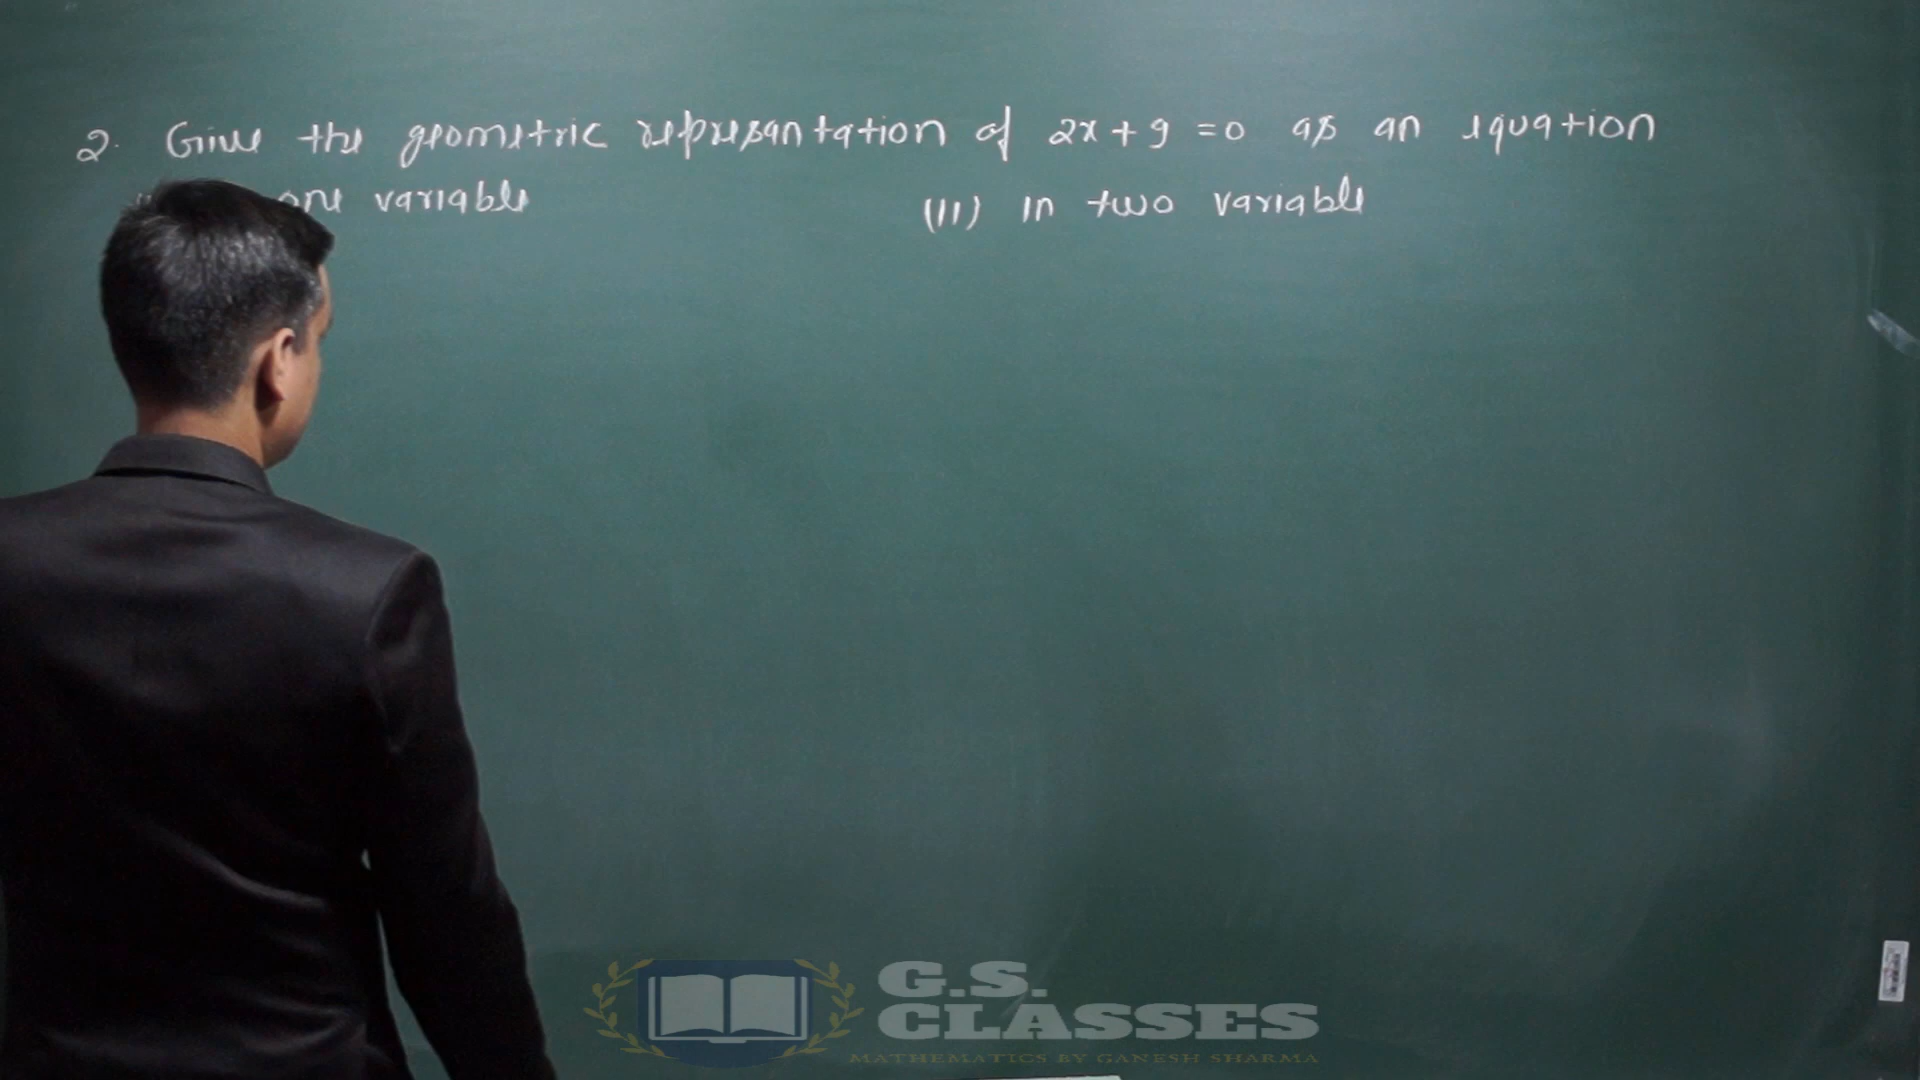 2. Give the geometric represantation of 2x + 9 = 0 as an equation
one variable (II) in two variable
G.S.
CLASSES
MATHEMATICS BY GANESH SHARMA